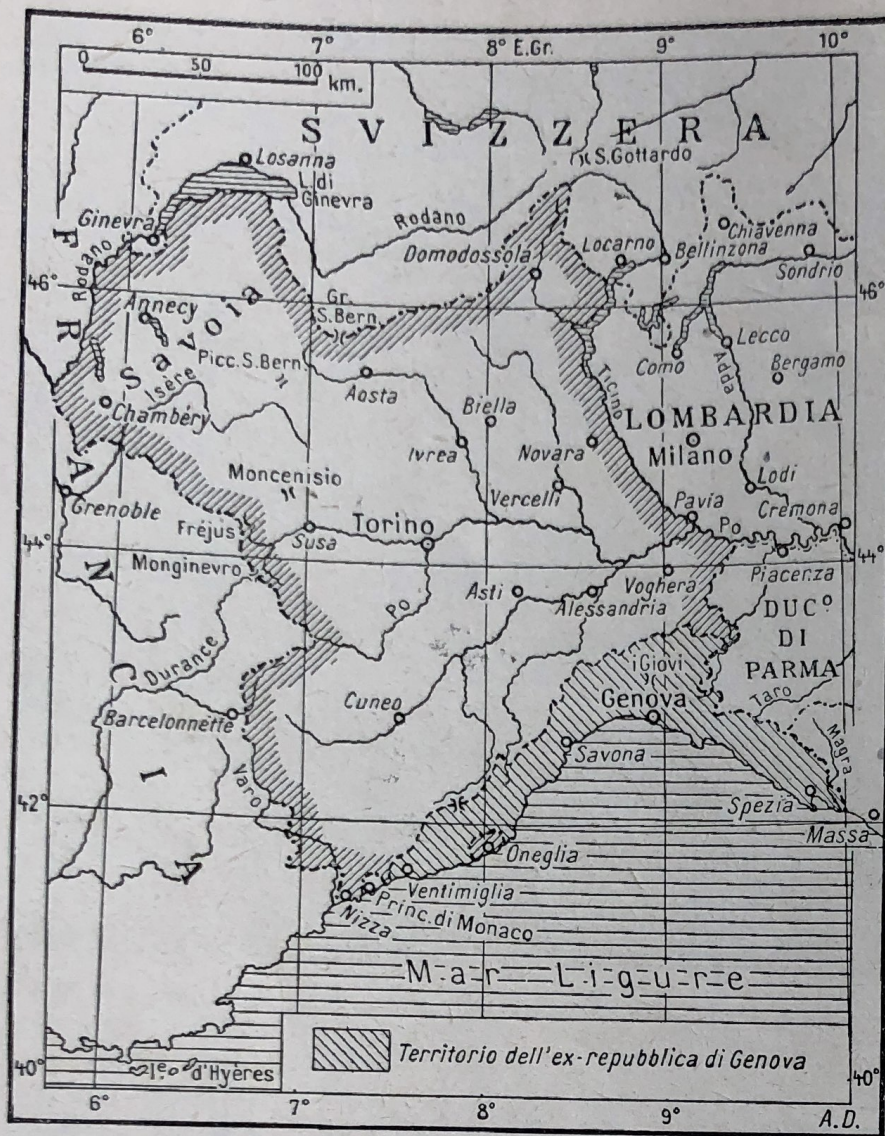 6° 7° 8° E.Gr. 9° 10°
0 50 100
km.
S V I Z Z E R A
S.Gottardo
Losanna
L. di
Ginevra
Ginevra
Rodano
Rodano
Domodossola
Locarno
Bellinzona
Chiavenna
Sondrio
46°
46°
F R A N C I A
Annecy
Savoia
Gr.
S.Bern.
Picc. S. Bern.
Isère
Chambéry
Aosta
Biella
Ivrea
Novara
Vercelli
Ticino
Como
Lecco
Adda
Bergamo
LOMBARDIA
Milano
Lodi
Cremona
Pavia
Po
Grenoble
Moncenisio
Fréjus
Susa
Torino
44°
44°
Monginevro
Asti
Alessandria
Voghera
Piacenza
DUC.º
DI
PARMA
Po
Durance
Barcelonnette
Cuneo
i Giovi
Genova
Taro
Magra
Savona
Varo
42°
Spezia
Massa
Oneglia
Ventimiglia
Princ. di Monaco
Nizza
Mar Ligure
Territorio dell'ex-repubblica di Genova
d'Hyères
40°
40°
6° 7° 8° 9°
A.D.